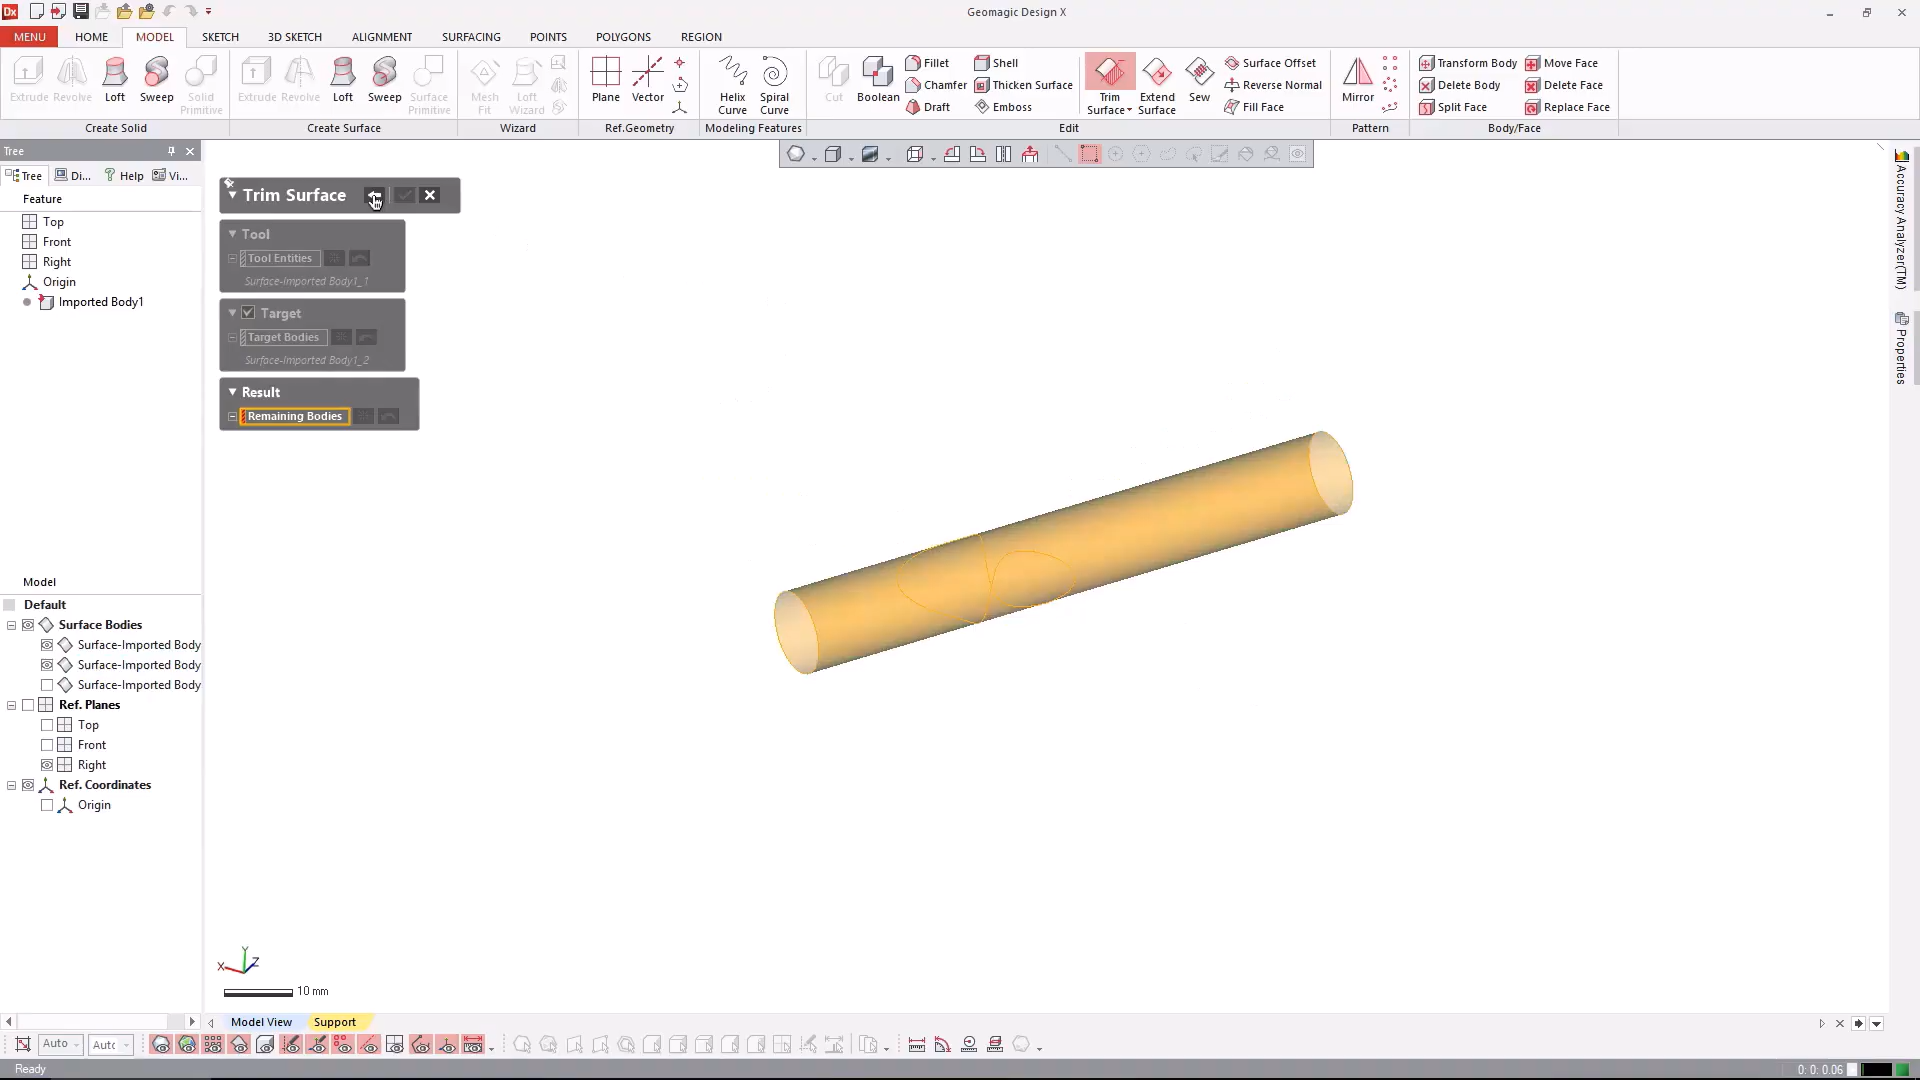 Dx
Geomagic Design X
MENU HOME MODEL SKETCH 3D SKETCH ALIGNMENT SURFACING POINTS POLYGONS REGION
Extrude Revolve Loft Sweep Solid Primitive
Create Solid
Extrude Revolve Loft Sweep Surface Primitive
Create Surface
Mesh Fit Loft Wizard
Wizard
Plane Vector
Ref.Geometry
Helix Curve Spiral Curve
Modeling Features
Cut Boolean
Fillet Shell
Chamfer Thicken Surface
Draft Emboss
Trim Surface Extend Surface Sew
Surface Offset
Reverse Normal
Fill Face
Edit
Mirror
Pattern
Transform Body Move Face
Delete Body Delete Face
Split Face Replace Face
Body/Face
Tree
Tree Di... Help Vi...
Feature
Top
Front
Right
Origin
Imported Body1
Model
Default
Surface Bodies
Surface-Imported Body
Surface-Imported Body
Surface-Imported Body
Ref. Planes
Top
Front
Right
Ref. Coordinates
Origin
Trim Surface
Tool
Tool Entities
Surface-Imported Body1_1
Target
Target Bodies
Surface-Imported Body1_2
Result
Remaining Bodies
Accuracy Analyzer(TM)
Properties
Y
X
Z
10 mm
Model View Support
Auto Auto
Ready
0: 0: 0.06